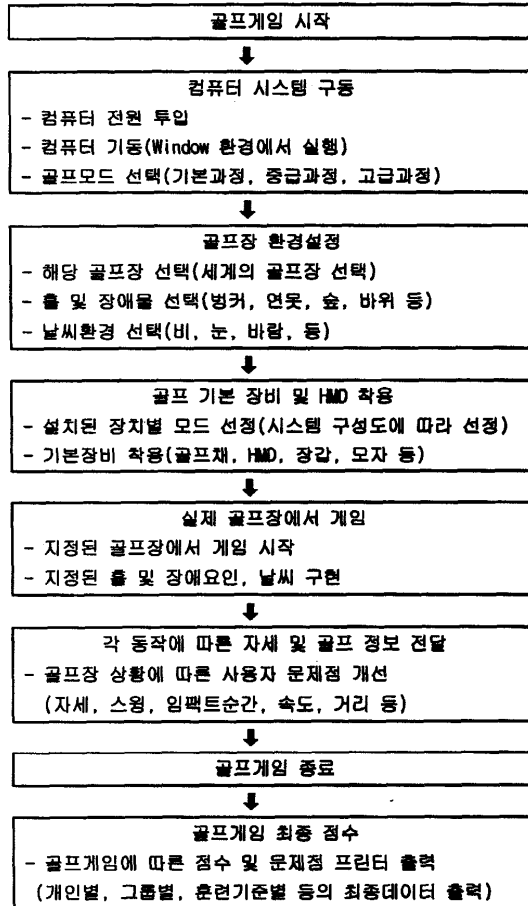 골프게임 시작
컴퓨터 시스템 구동
- 컴퓨터 전원 투입
- 컴퓨터 기동(Window 환경에서 실행)
- 골프모드 선택(기본과정, 중급과정, 고급과정)
골프장 환경설정
- 해당 골프장 선택(세계의 골프장 선택)
- 홀 및 장애물 선택(벙커, 연못, 숲, 바위 등)
- 날씨환경 선택(비, 눈, 바람, 등)
골프 기본 장비 및 HMD 착용
- 설치된 장치별 모드 선정(시스템 구성도에 따라 선정)
- 기본장비 착용(골프채, HMD, 장갑, 모자 등)
실제 골프장에서 게임
- 지정된 골프장에서 게임 시작
- 지정된 홀 및 장애요인, 날씨 구현
각 동작에 따른 자세 및 골프 정보 전달
- 골프장 상황에 따른 사용자 문제점 개선
(자세, 스윙, 임팩트순간, 속도, 거리 등)
골프게임 종료
골프게임 최종 점수
- 골프게임에 따른 점수 및 문제점 프린터 출력
(개인별, 그룹별, 훈련기준별 등의 최종데이터 출력)